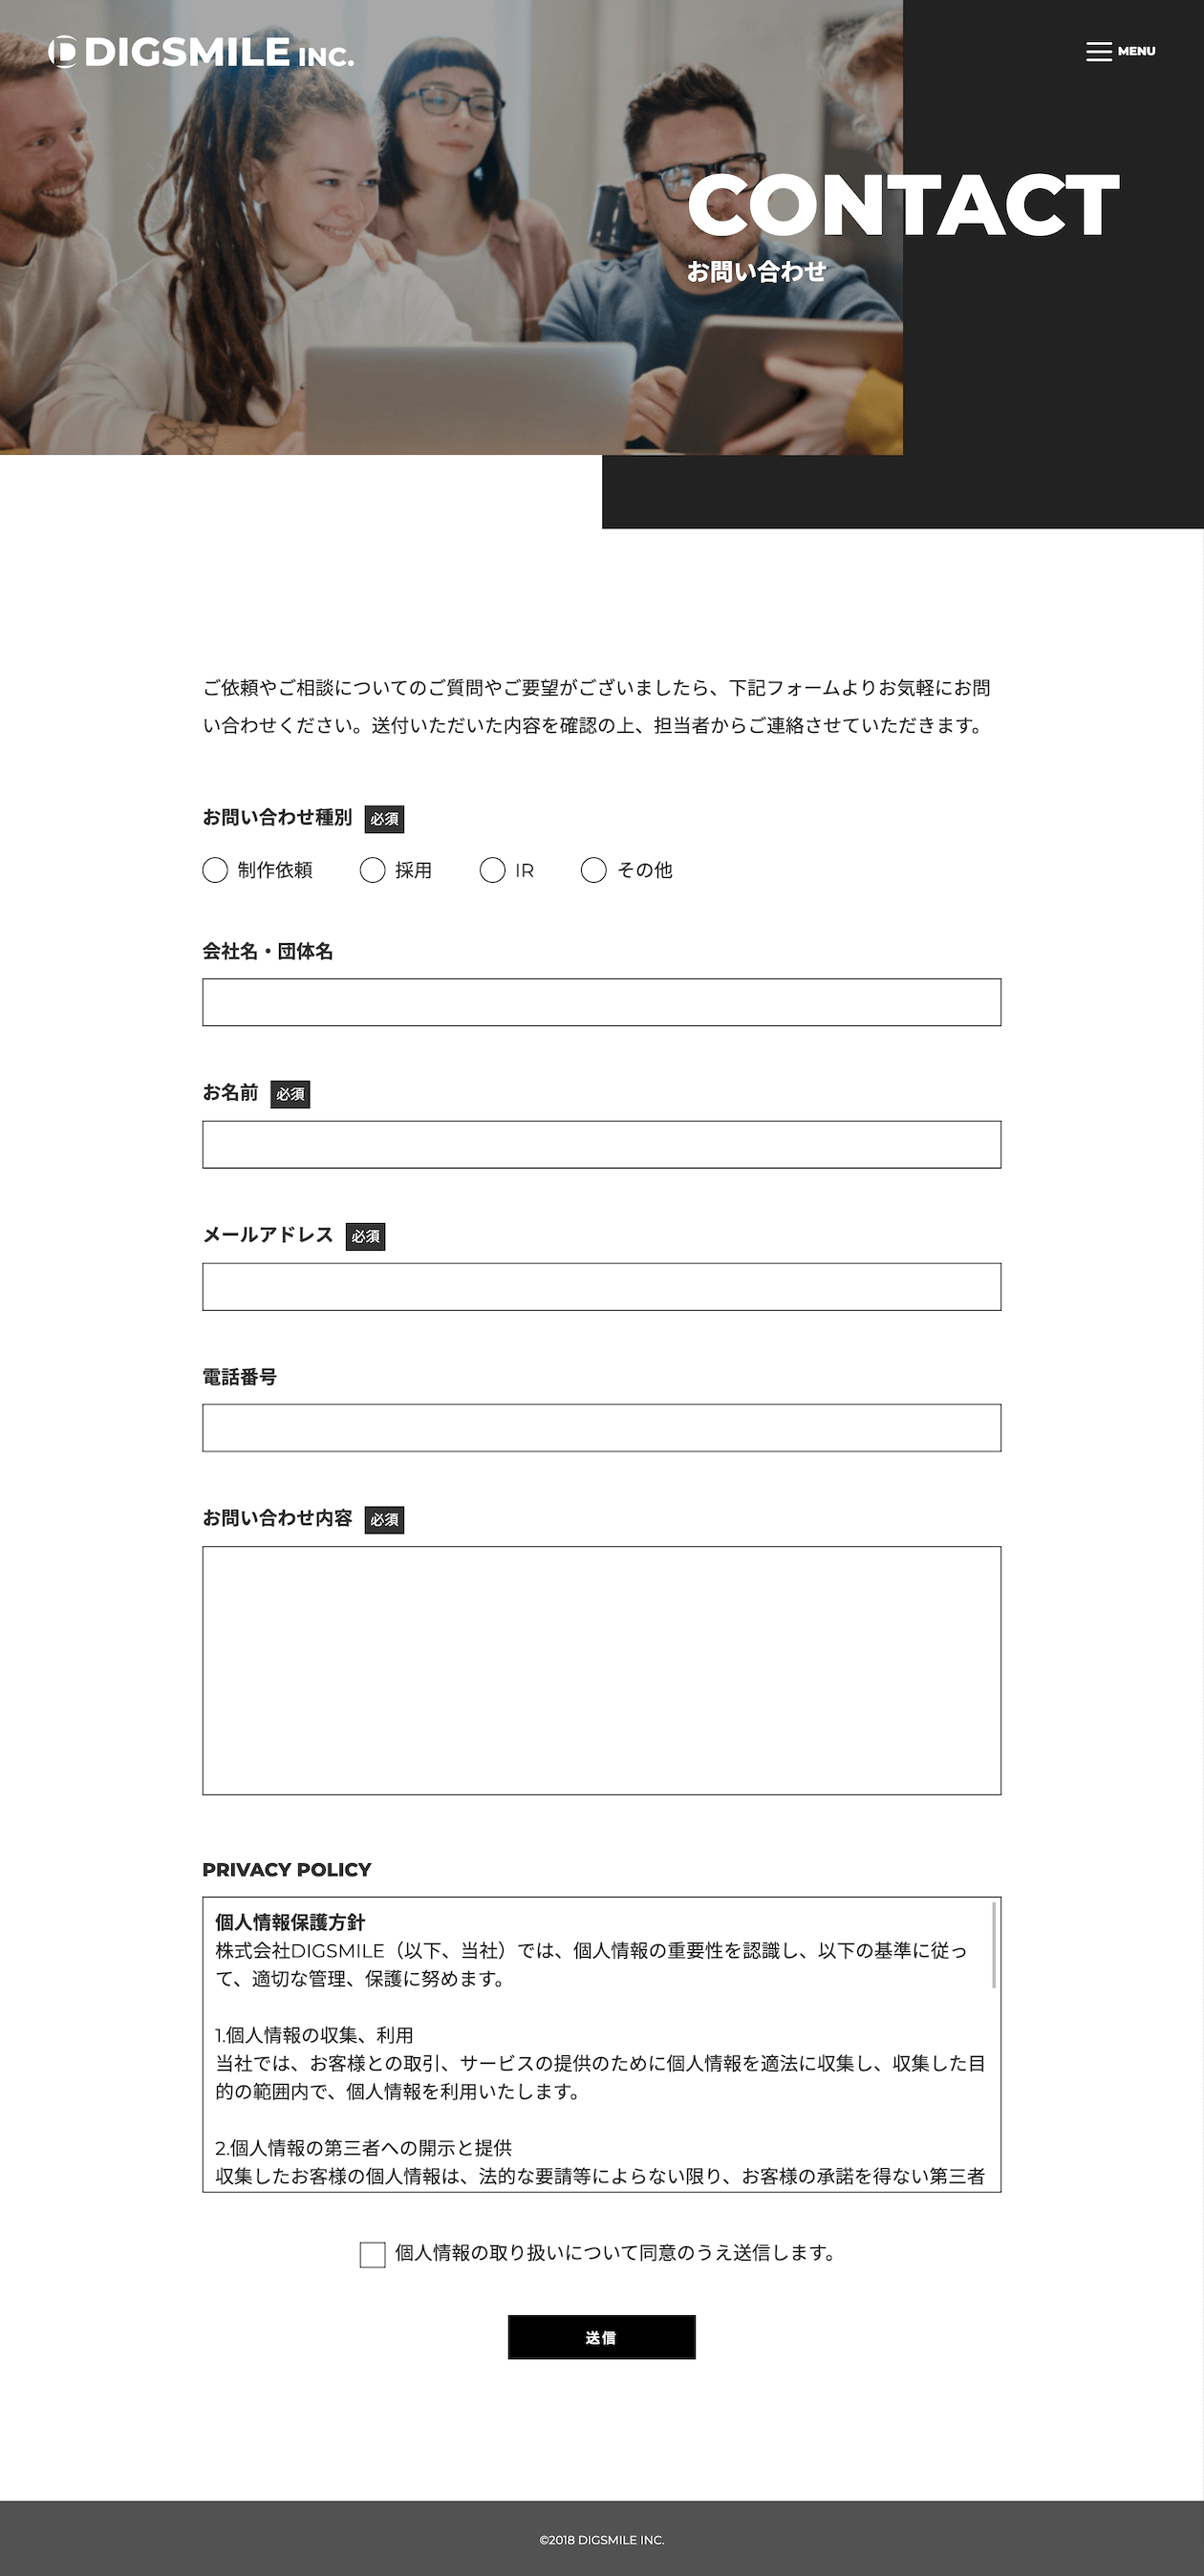 DIGSMILE INC.
MENU
CONTACT
お問い合わせ
ご依頼やご相談についてのご質問やご要望がございましたら、下記フォームよりお気軽にお問
い合わせください。送付いただいた内容を確認の上、担当者からご連絡させていただきます。
お問い合わせ種別 必須
制作依頼 採用 IR その他
会社名・団体名
お名前 必須
メールアドレス 必須
電話番号
お問い合わせ内容 必須
PRIVACY POLICY
個人情報保護方針
株式会社DIGSMILE（以下、当社）では、個人情報の重要性を認識し、以下の基準に従っ
て、適切な管理、保護に努めます。
1.個人情報の収集、利用
当社では、お客様との取引、サービスの提供のために個人情報を適法に収集し、収集した目
的の範囲内で、個人情報を利用いたします。
2.個人情報の第三者への開示と提供
収集したお客様の個人情報は、法的な要請等によらない限り、お客様の承諾を得ない第三者
個人情報の取り扱いについて同意のうえ送信します。
送信
©2018 DIGSMILE INC.